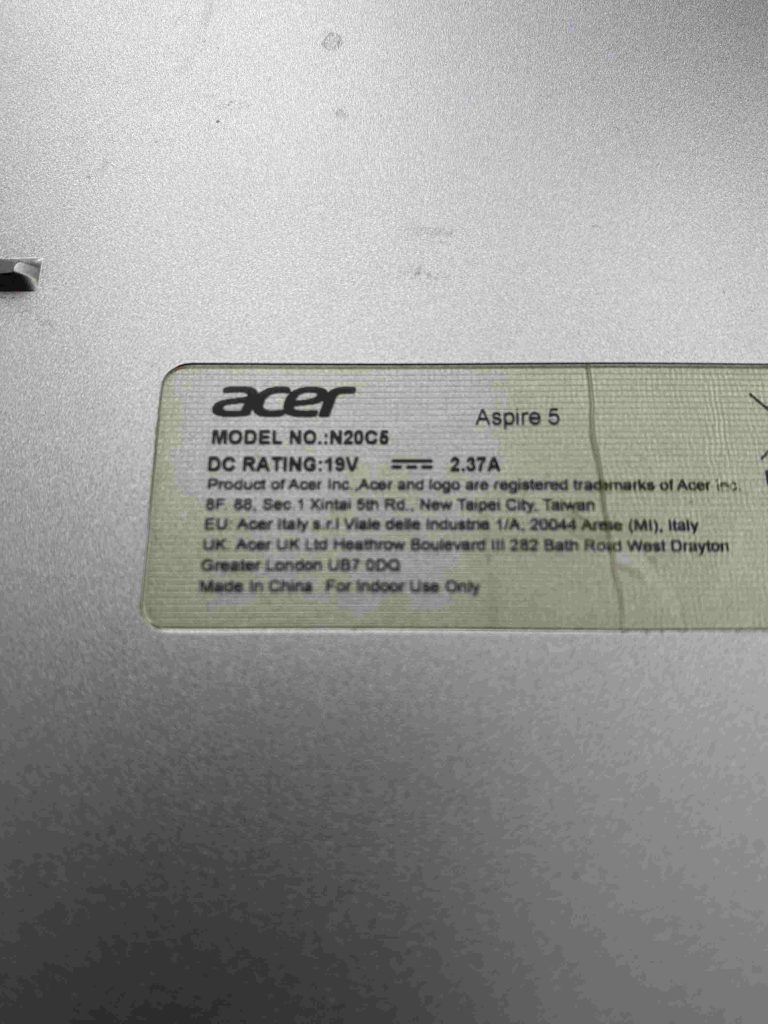 acer
Aspire 5
MODEL NO.:N20C5
DC RATING:19V ⎓ 2.37A
Product of Acer Inc. ,Acer and logo are registered trademarks of Acer Inc.
8F, 88, Sec.1 Xintai 5th Rd., New Taipei City, Taiwan
EU: Acer Italy s.r.l Viale delle Industrie 1/A, 20044 Arese (MI), Italy
UK: Acer UK Ltd Heathrow Boulevard III 282 Bath Road West Drayton
Greater London UB7 0DQ
Made In China For Indoor Use Only